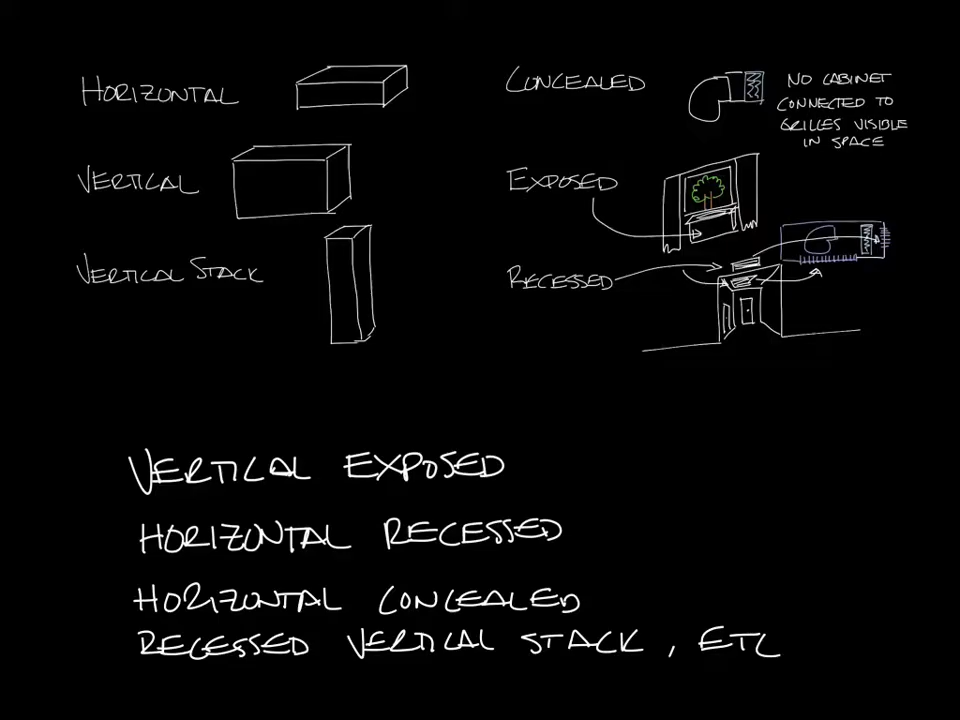 HORIZONTAL
VERTICAL
VERTICAL STACK
CONCEALED
NO CABINET
CONNECTED TO
GRILLES VISIBLE
IN SPACE
EXPOSED
RECESSED
VERTICAL EXPOSED
HORIZONTAL RECESSED
HORIZONTAL CONCEALED
RECESSED VERTICAL STACK, ETC